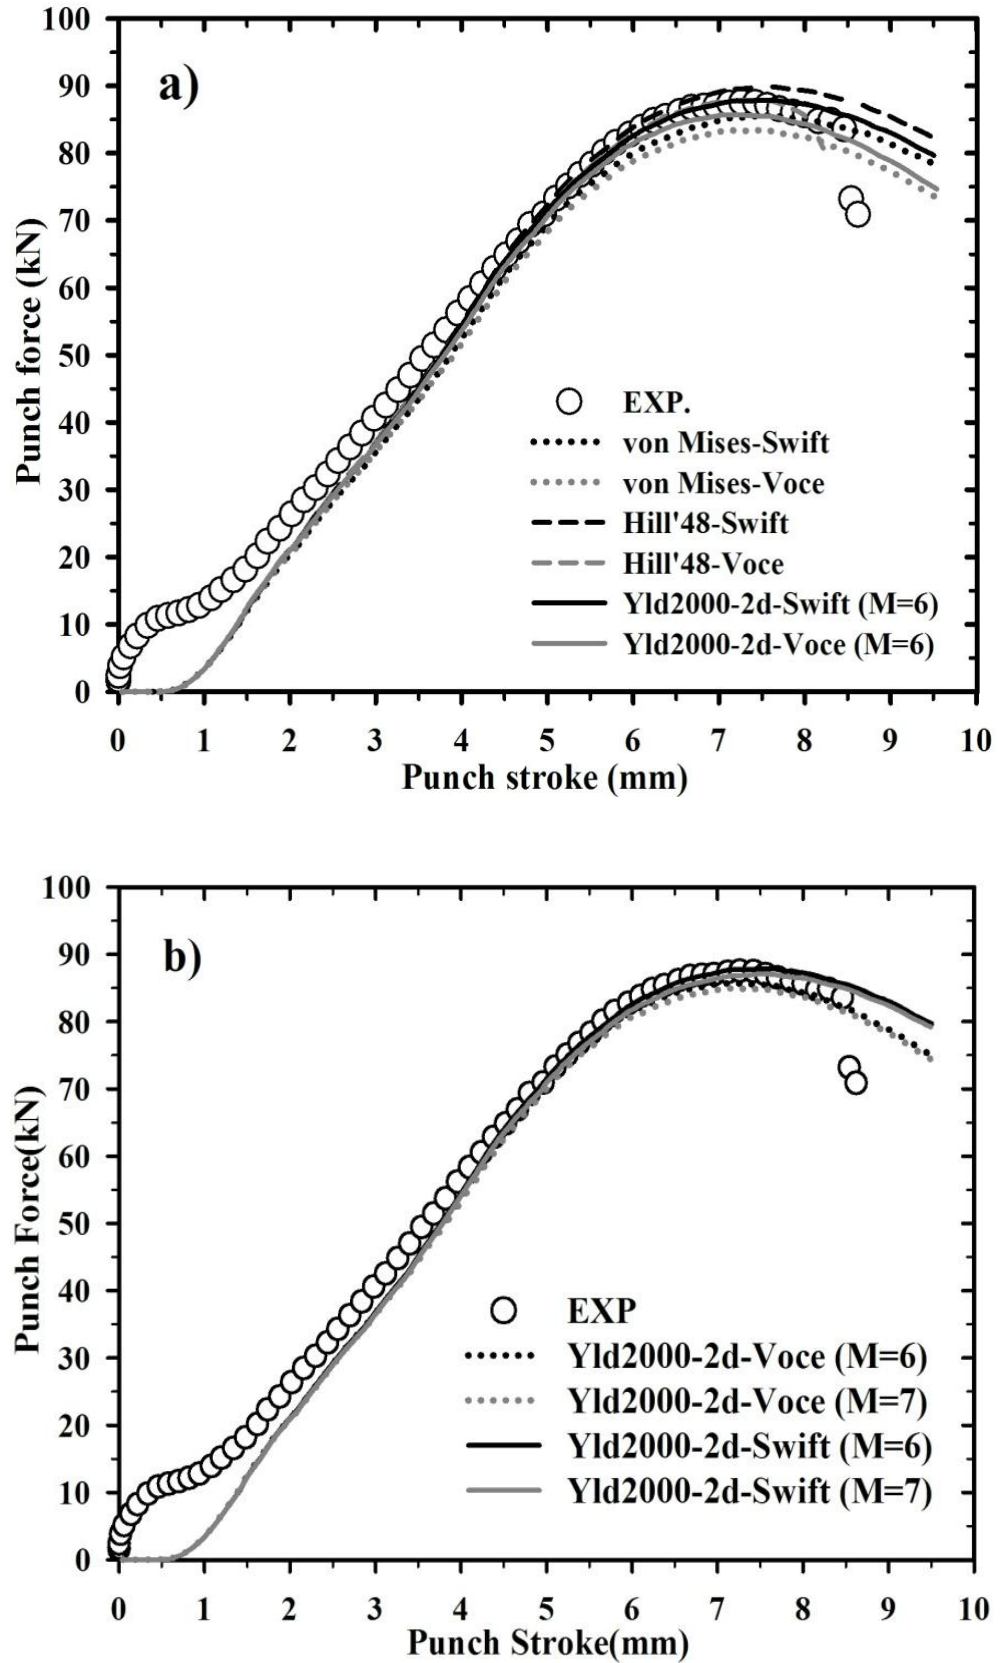 a)
100
90
80
70
60
50
40
30
20
10
0
Punch force (kN)
EXP.
von Mises-Swift
von Mises-Voce
Hill'48-Swift
Hill'48-Voce
Yld2000-2d-Swift (M=6)
Yld2000-2d-Voce (M=6)
0 1 2 3 4 5 6 7 8 9 10
Punch stroke (mm)
b)
100
90
80
70
60
50
40
30
20
10
0
Punch Force(kN)
EXP
Yld2000-2d-Voce (M=6)
Yld2000-2d-Voce (M=7)
Yld2000-2d-Swift (M=6)
Yld2000-2d-Swift (M=7)
0 1 2 3 4 5 6 7 8 9 10
Punch Stroke(mm)